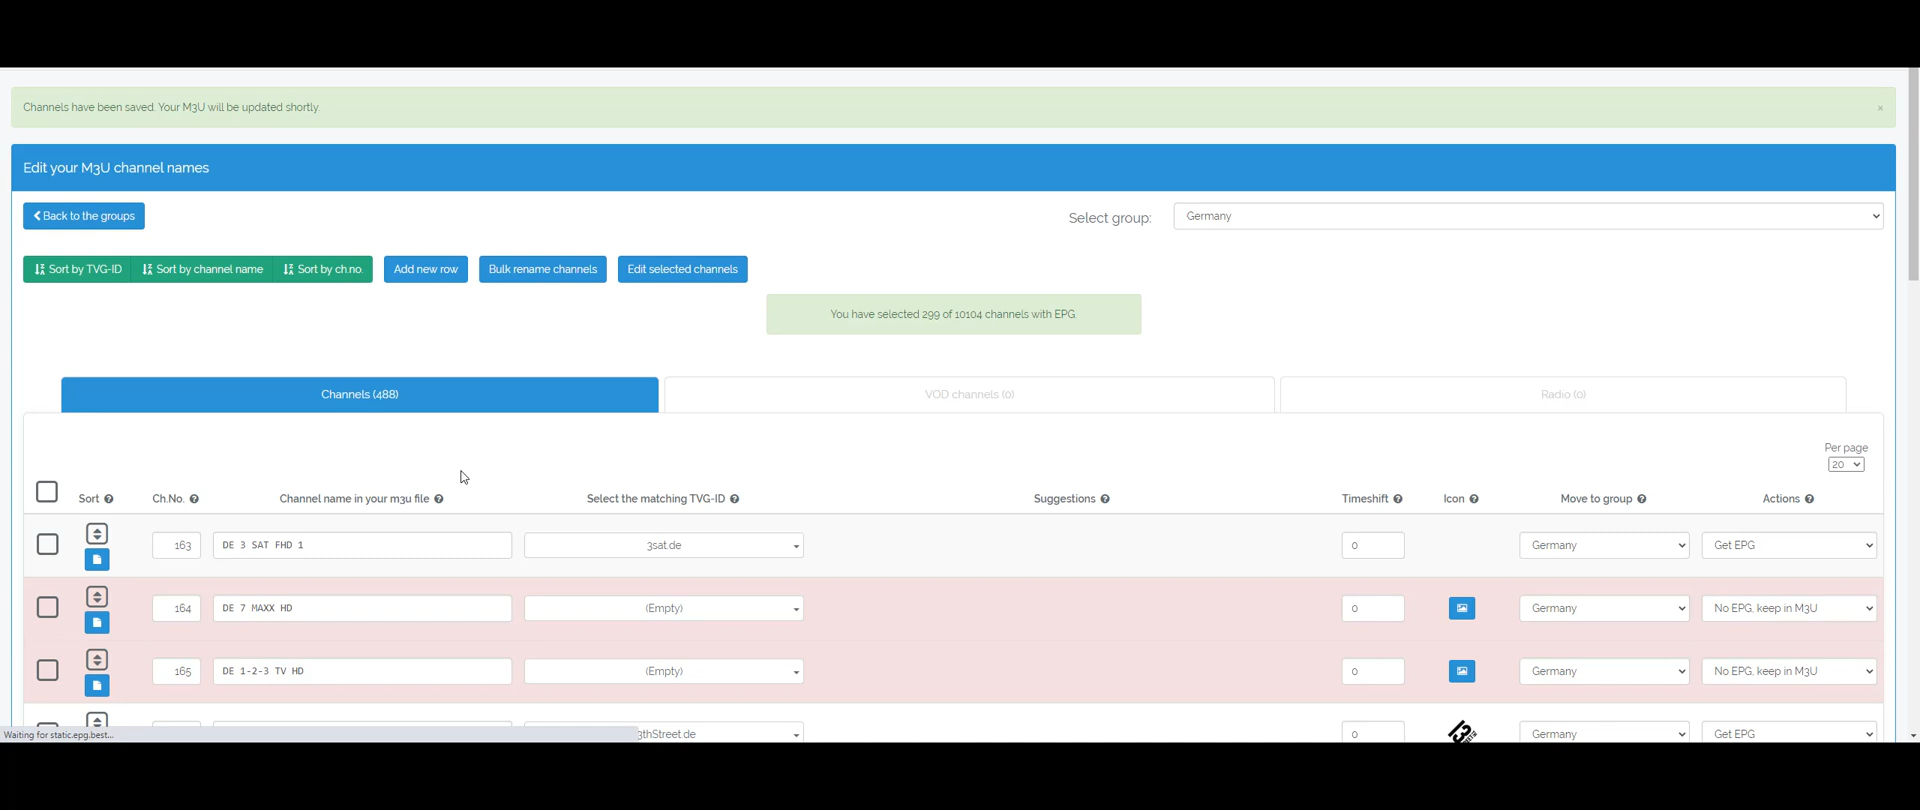 Channels have been saved. Your M3U will be updated shortly.
×
Edit your M3U channel names
Back to the groups
Select group:
Germany
Sort by TVG-ID
Sort by channel name
Sort by ch.no.
Add new row
Bulk rename channels
Edit selected channels
You have selected 299 of 10104 channels with EPG.
Channels (488)
VOD channels (0)
Radio (0)
Per page
20
Sort
Ch.No.
Channel name in your m3u file
Select the matching TVG-ID
Suggestions
Timeshift
Icon
Move to group
Actions
163
DE 3 SAT FHD 1
3sat.de
0
Germany
Get EPG
164
DE 7 MAXX HD
(Empty)
0
Germany
No EPG, keep in M3U
165
DE 1-2-3 TV HD
(Empty)
0
Germany
No EPG, keep in M3U
3thStreet.de
0
13
Germany
Get EPG
Waiting for static.epg.best...